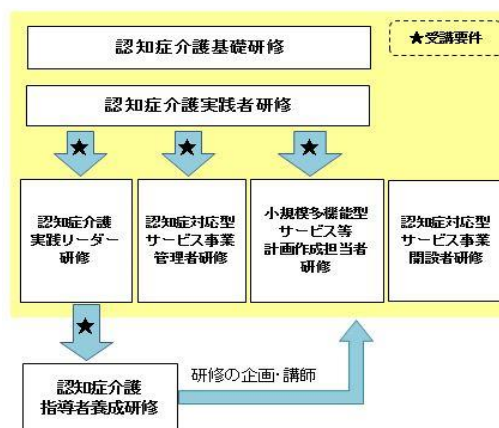 認知症介護基礎研修
★受講要件
認知症介護実践者研修
★
★
★
認知症介護
実践リーダー
研修
認知症対応型
サービス事業
管理者研修
小規模多機能型
サービス等
計画作成担当者
研修
認知症対応型
サービス事業
開設者研修
★
認知症介護
指導者養成研修
研修の企画・講師